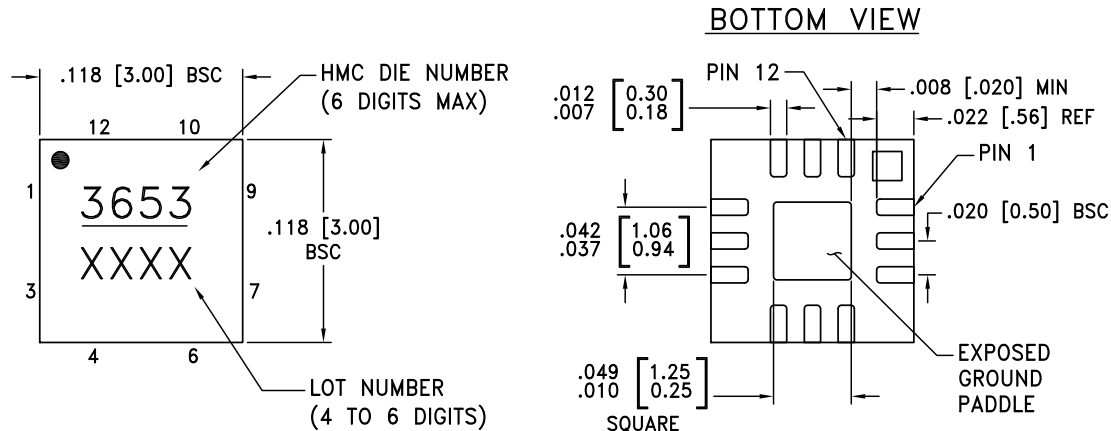 BOTTOM VIEW
.118 [3.00] BSC
HMC DIE NUMBER
(6 DIGITS MAX)
12
10
1
9
3653
XXXX
3
7
4
6
.118 [3.00]
BSC
LOT NUMBER
(4 TO 6 DIGITS)
PIN 12
.012 [0.30]
.007 [0.18]
.008 [.020] MIN
.022 [.56] REF
PIN 1
.020 [0.50] BSC
.042 [1.06]
.037 [0.94]
.049 [1.25]
.010 [0.25]
SQUARE
EXPOSED
GROUND
PADDLE